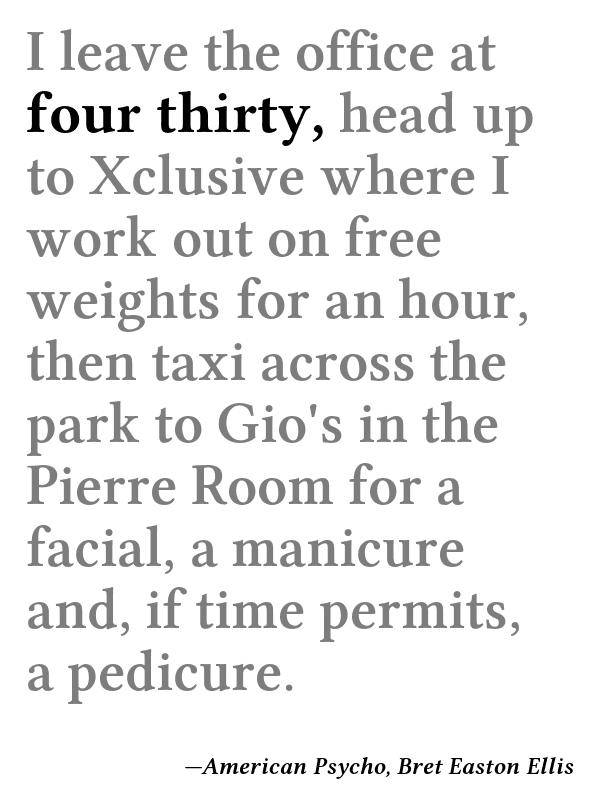 I leave the office at
four thirty, head up
to Xclusive where I
work out on free
weights for an hour,
then taxi across the
park to Gio's in the
Pierre Room for a
facial, a manicure
and, if time permits,
a pedicure.
—American Psycho, Bret Easton Ellis